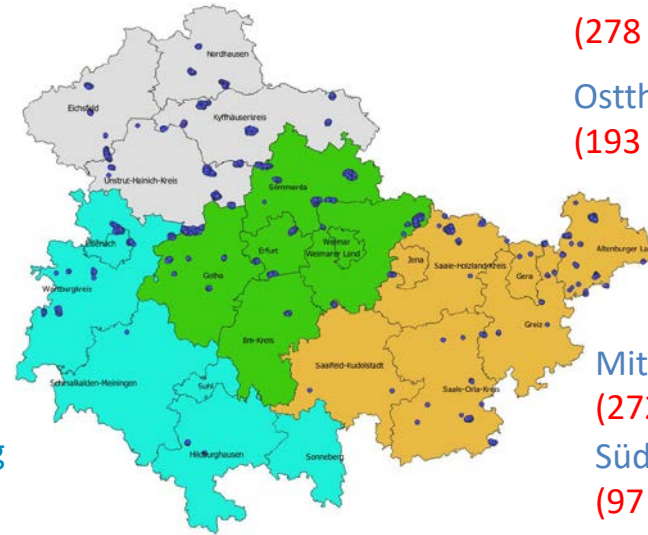 (278
Ostth
(193
Nordhausen
Eichsfeld
Kyffhäuserkreis
Unstrut-Hainich-Kreis
Sömmerda
Eisenach
Erfurt
Weimar
Weimarer Land
Gotha
Jena
Saale-Holzland-Kreis
Gera
Altenburger La
Wartburgkreis
Greiz
Ilm-Kreis
Saalfeld-Rudolstadt
Mit
(272
Schmalkalden-Meiningen
Suhl
Saale-Orla-Kreis
Süd
(97
g
Hildburghausen
Sonneberg